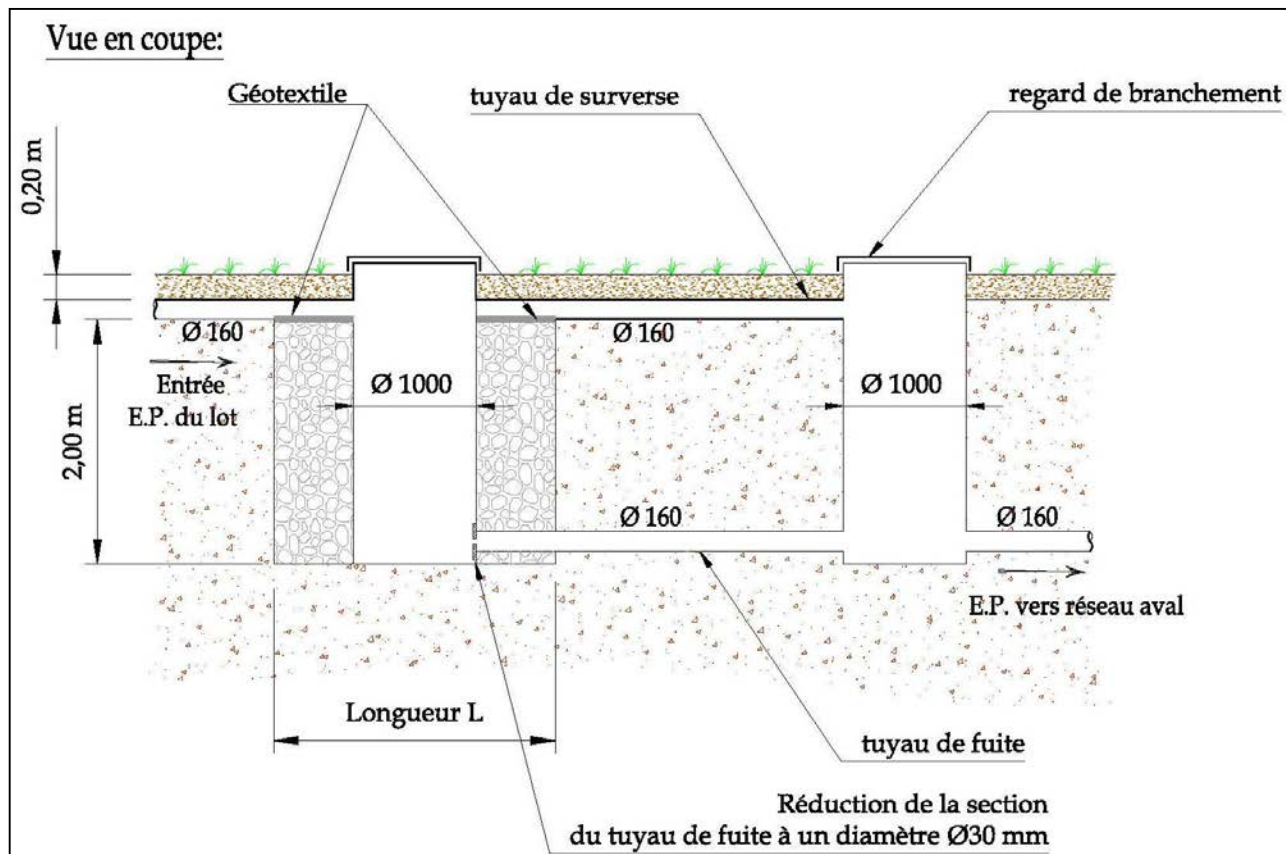 Vue en coupe:
Géotextile
tuyau de surverse
regard de branchement
0,20 m
Ø 160
Ø 160
Entrée
E.P. du lot
Ø 1000
Ø 1000
2,00 m
Ø 160
Ø 160
E.P. vers réseau aval
Longueur L
tuyau de fuite
Réduction de la section
du tuyau de fuite à un diamètre Ø30 mm